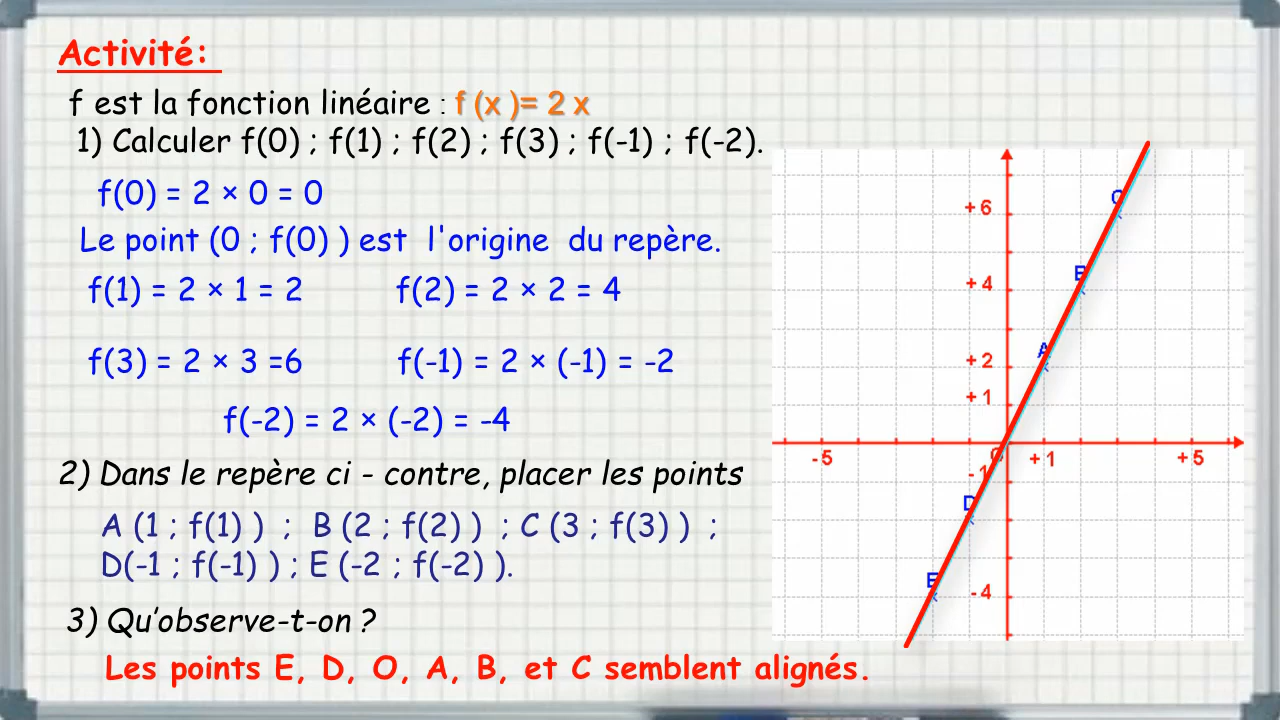 Activité:
f est la fonction linéaire : f (x )= 2 x
1) Calculer f(0) ; f(1) ; f(2) ; f(3) ; f(-1) ; f(-2).
f(0) = 2 × 0 = 0
Le point (0 ; f(0) ) est l'origine du repère.
f(1) = 2 × 1 = 2 f(2) = 2 × 2 = 4
f(3) = 2 × 3 =6 f(-1) = 2 × (-1) = -2
f(-2) = 2 × (-2) = -4
2) Dans le repère ci - contre, placer les points
A (1 ; f(1) ) ; B (2 ; f(2) ) ; C (3 ; f(3) ) ;
D(-1 ; f(-1) ) ; E (-2 ; f(-2) ).
3) Qu’observe-t-on ?
Les points E, D, O, A, B, et C semblent alignés.
C
+ 6
B
+ 4
A
+ 2
+ 1
O
- 5 + 1 + 5
- 1
D
E
- 4